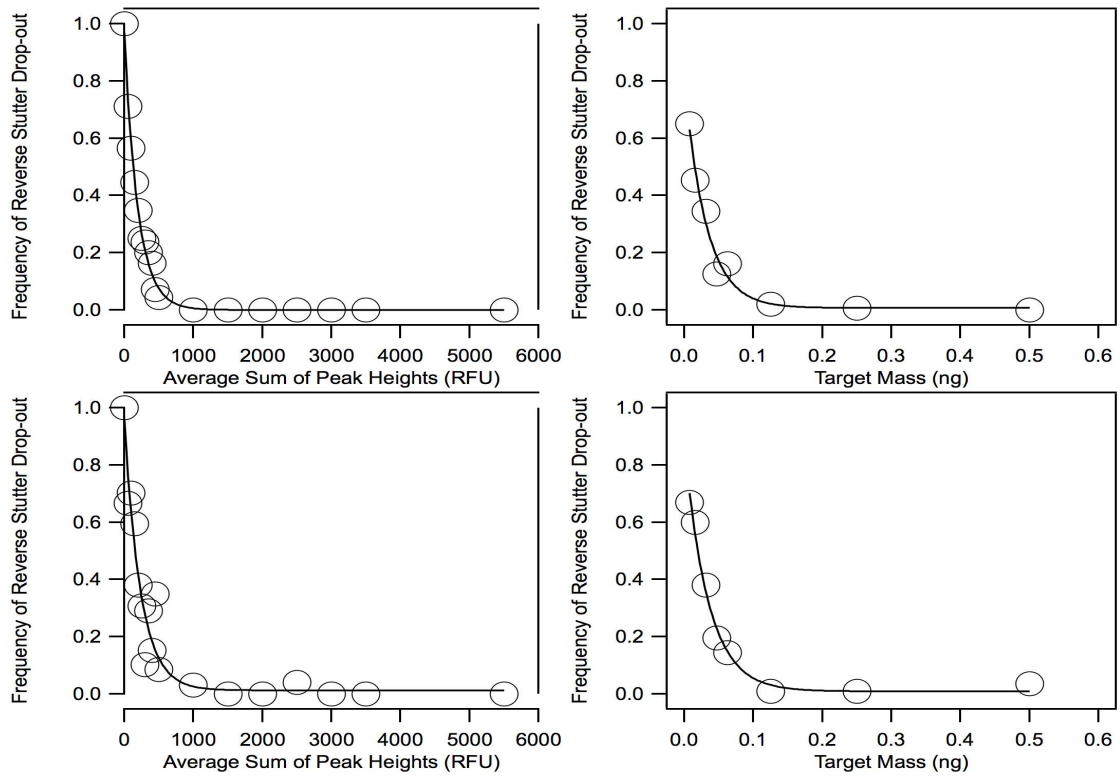 Frequency of Reverse Stutter Drop-out
1.0
0.8
0.6
0.4
0.2
0.0
0 1000 2000 3000 4000 5000 6000
Average Sum of Peak Heights (RFU)
Frequency of Reverse Stutter Drop-out
1.0
0.8
0.6
0.4
0.2
0.0
0.0 0.1 0.2 0.3 0.4 0.5 0.6
Target Mass (ng)
Frequency of Reverse Stutter Drop-out
1.0
0.8
0.6
0.4
0.2
0.0
0 1000 2000 3000 4000 5000 6000
Average Sum of Peak Heights (RFU)
Frequency of Reverse Stutter Drop-out
1.0
0.8
0.6
0.4
0.2
0.0
0.0 0.1 0.2 0.3 0.4 0.5 0.6
Target Mass (ng)